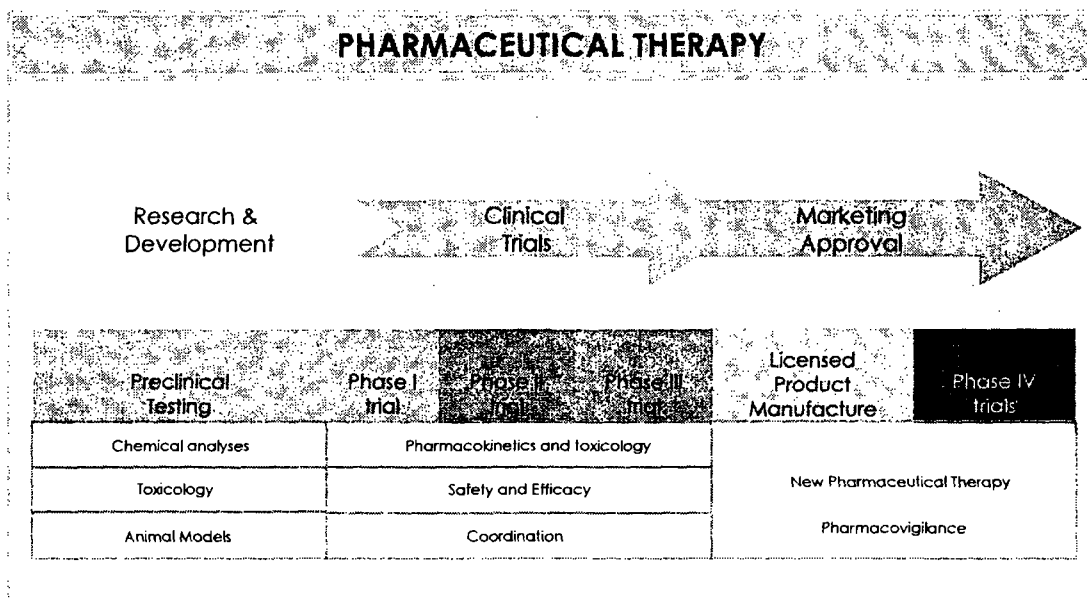 PHARMACEUTICAL THERAPY
Research &
Development
Clinical
Trials
Marketing
Approval
Preclinical
Testing
Phase I
trial
Phase II
trial
Phase III
trial
Licensed
Product
Manufacture
Phase IV
trials
Chemical analyses
Pharmacokinetics and toxicology
Toxicology
Safety and Efficacy
New Pharmaceutical Therapy
Animal Models
Coordination
Pharmacovigilance